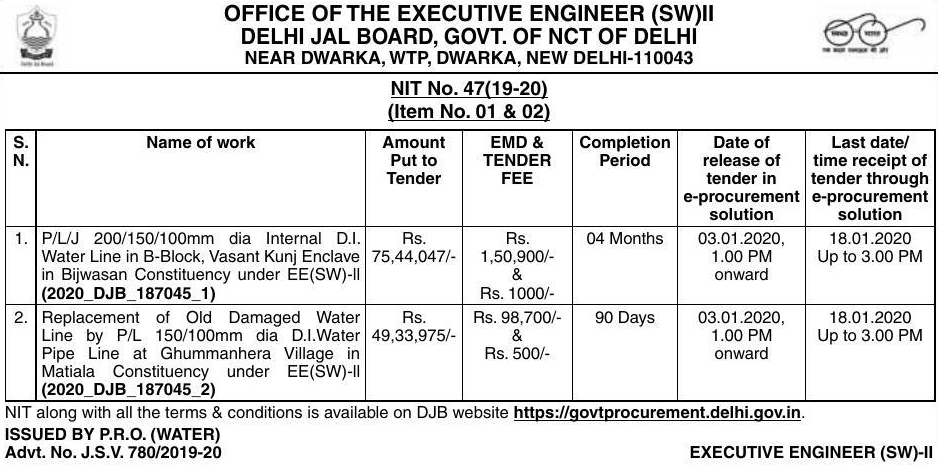 OFFICE OF THE EXECUTIVE ENGINEER (SW)II
DELHI JAL BOARD, GOVT. OF NCT OF DELHI
NEAR DWARKA, WTP, DWARKA, NEW DELHI-110043
NIT No. 47(19-20)
(Item No. 01 & 02)
S. N.
Name of work
Amount Put to Tender
EMD & TENDER FEE
Completion Period
Date of release of tender in e-procurement solution
Last date/ time receipt of tender through e-procurement solution
1.
P/L/J 200/150/100mm dia Internal D.I.
Water Line in B-Block, Vasant Kunj Enclave
in Bijwasan Constituency under EE(SW)-II
(2020_DJB_187045_1)
Rs.
75,44,047/-
Rs.
1,50,900/-
&
Rs. 1000/-
04 Months
03.01.2020,
1.00 PM
onward
18.01.2020
Up to 3.00 PM
2.
Replacement of Old Damaged Water
Line by P/L 150/100mm dia D.I.Water
Pipe Line at Ghummanhera Village in
Matiala Constituency under EE(SW)-II
(2020_DJB_187045_2)
Rs.
49,33,975/-
Rs. 98,700/-
&
Rs. 500/-
90 Days
03.01.2020,
1.00 PM
onward
18.01.2020
Up to 3.00 PM
NIT along with all the terms & conditions is available on DJB website https://govtprocurement.delhi.gov.in.
ISSUED BY P.R.O. (WATER)
Advt. No. J.S.V. 780/2019-20
EXECUTIVE ENGINEER (SW)-II